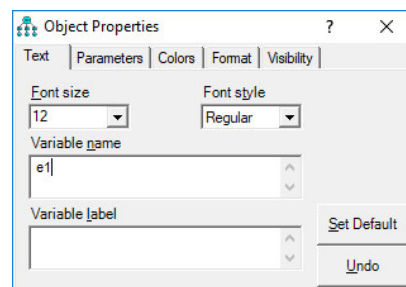 Object Properties ? ×
Text Parameters Colors Format Visibility
Font size Font style
12 Regular
Variable name
e1
Variable label
Set Default
Undo